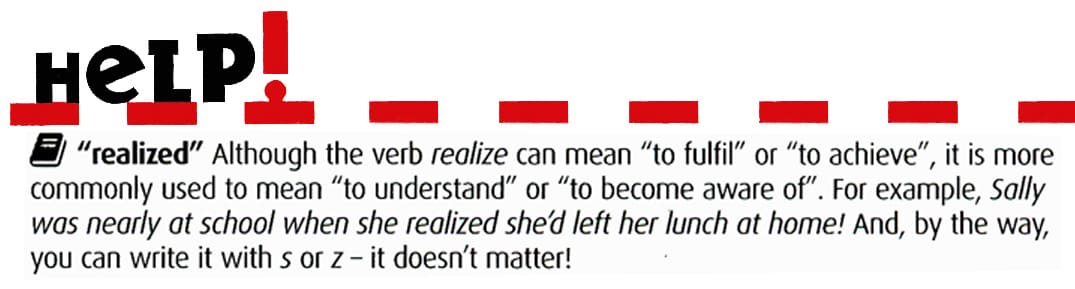 HELP!
"realized" Although the verb realize can mean "to fulfil" or "to achieve", it is more
commonly used to mean "to understand" or "to become aware of". For example, Sally
was nearly at school when she realized she'd left her lunch at home! And, by the way,
you can write it with s or z – it doesn't matter!